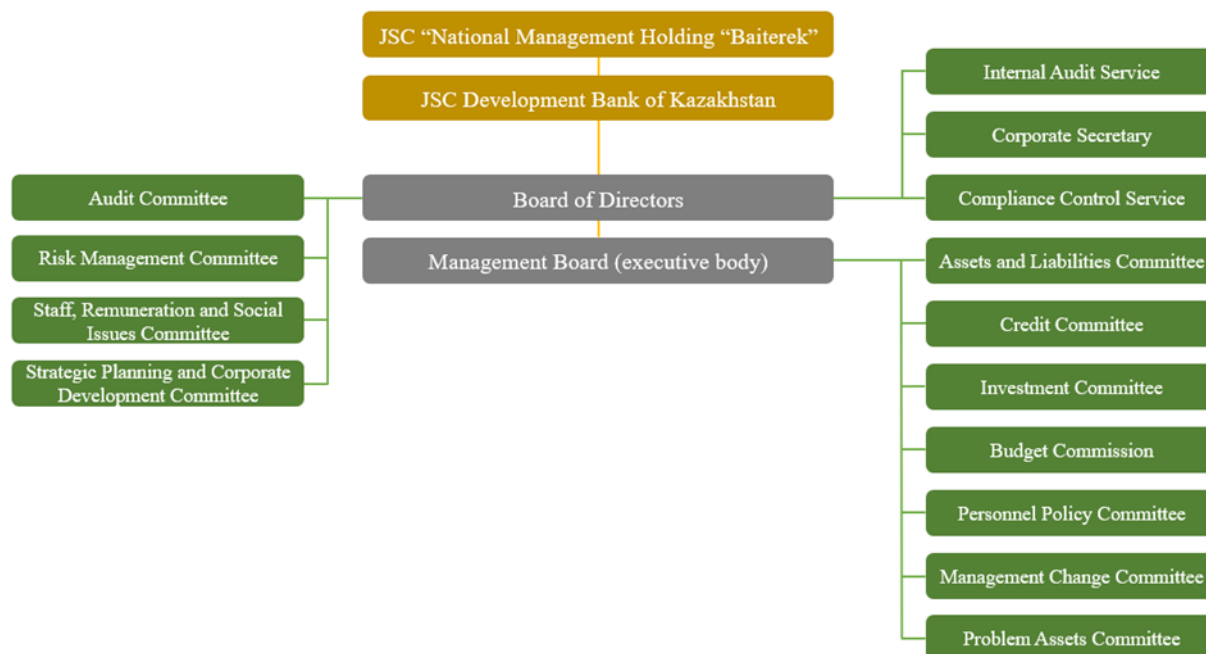 JSC “National Management Holding “Baiterek”
JSC Development Bank of Kazakhstan
Board of Directors
Management Board (executive body)
Audit Committee
Risk Management Committee
Staff, Remuneration and Social
Issues Committee
Strategic Planning and Corporate
Development Committee
Internal Audit Service
Corporate Secretary
Compliance Control Service
Assets and Liabilities Committee
Credit Committee
Investment Committee
Budget Commission
Personnel Policy Committee
Management Change Committee
Problem Assets Committee